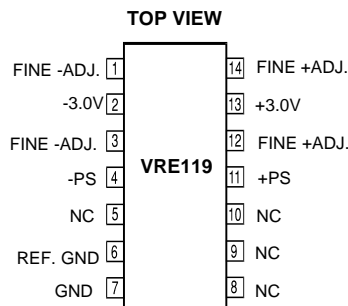 TOP VIEW
FINE -ADJ. 1 14 FINE +ADJ.
-3.0V 2 13 +3.0V
FINE -ADJ. 3 12 FINE +ADJ.
VRE119
-PS 4 11 +PS
NC 5 10 NC
REF. GND 6 9 NC
GND 7 8 NC